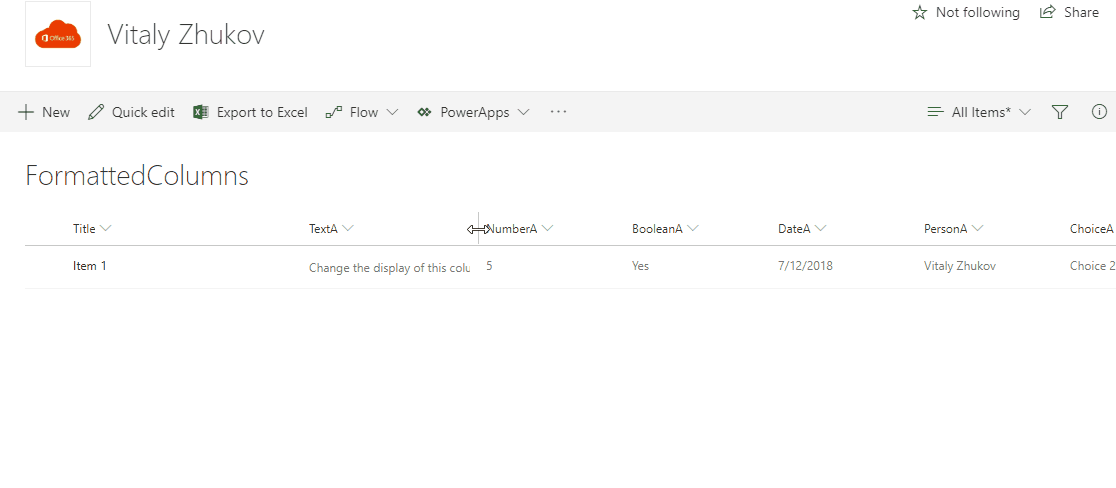 Not following Share
Office 365
Vitaly Zhukov
New Quick edit Export to Excel Flow PowerApps ... All Items*
FormattedColumns
Title TextA NumberA BooleanA DateA PersonA ChoiceA
Item 1 Change the display of this colu 5 Yes 7/12/2018 Vitaly Zhukov Choice 2